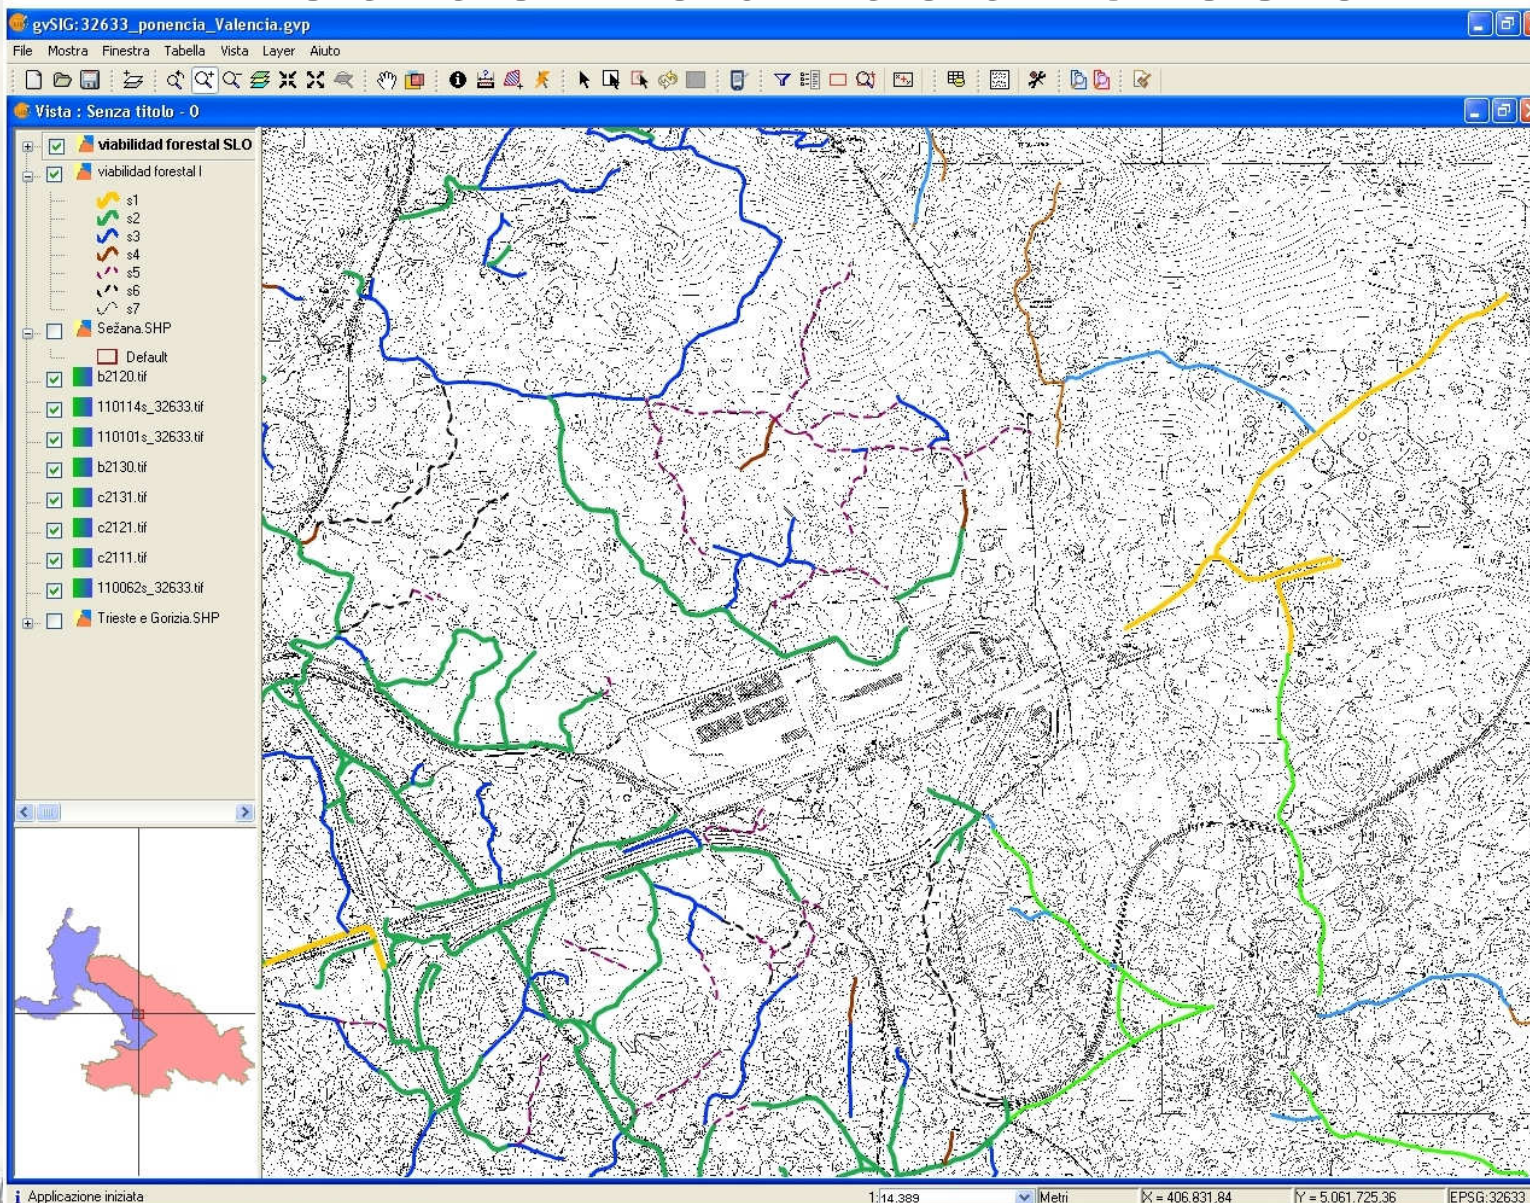 gvSIG:32633_ponencia_Valencia.gvp
File Mostra Finestra Tabella Vista Layer Aiuto
Vista : Senza titolo - 0
viabilidad forestal SLO
viabilidad forestal I
s1
s2
s3
s4
s5
s6
s7
Sežana.SHP
Default
b2120.tif
110114s_32633.tif
110101s_32633.tif
b2130.tif
c2131.tif
c2121.tif
c2111.tif
110062s_32633.tif
Trieste e Gorizia.SHP
Applicazione iniziata 1:14.389 Metri X = 406.831.84 Y = 5.061.725.36 EPSG:32633